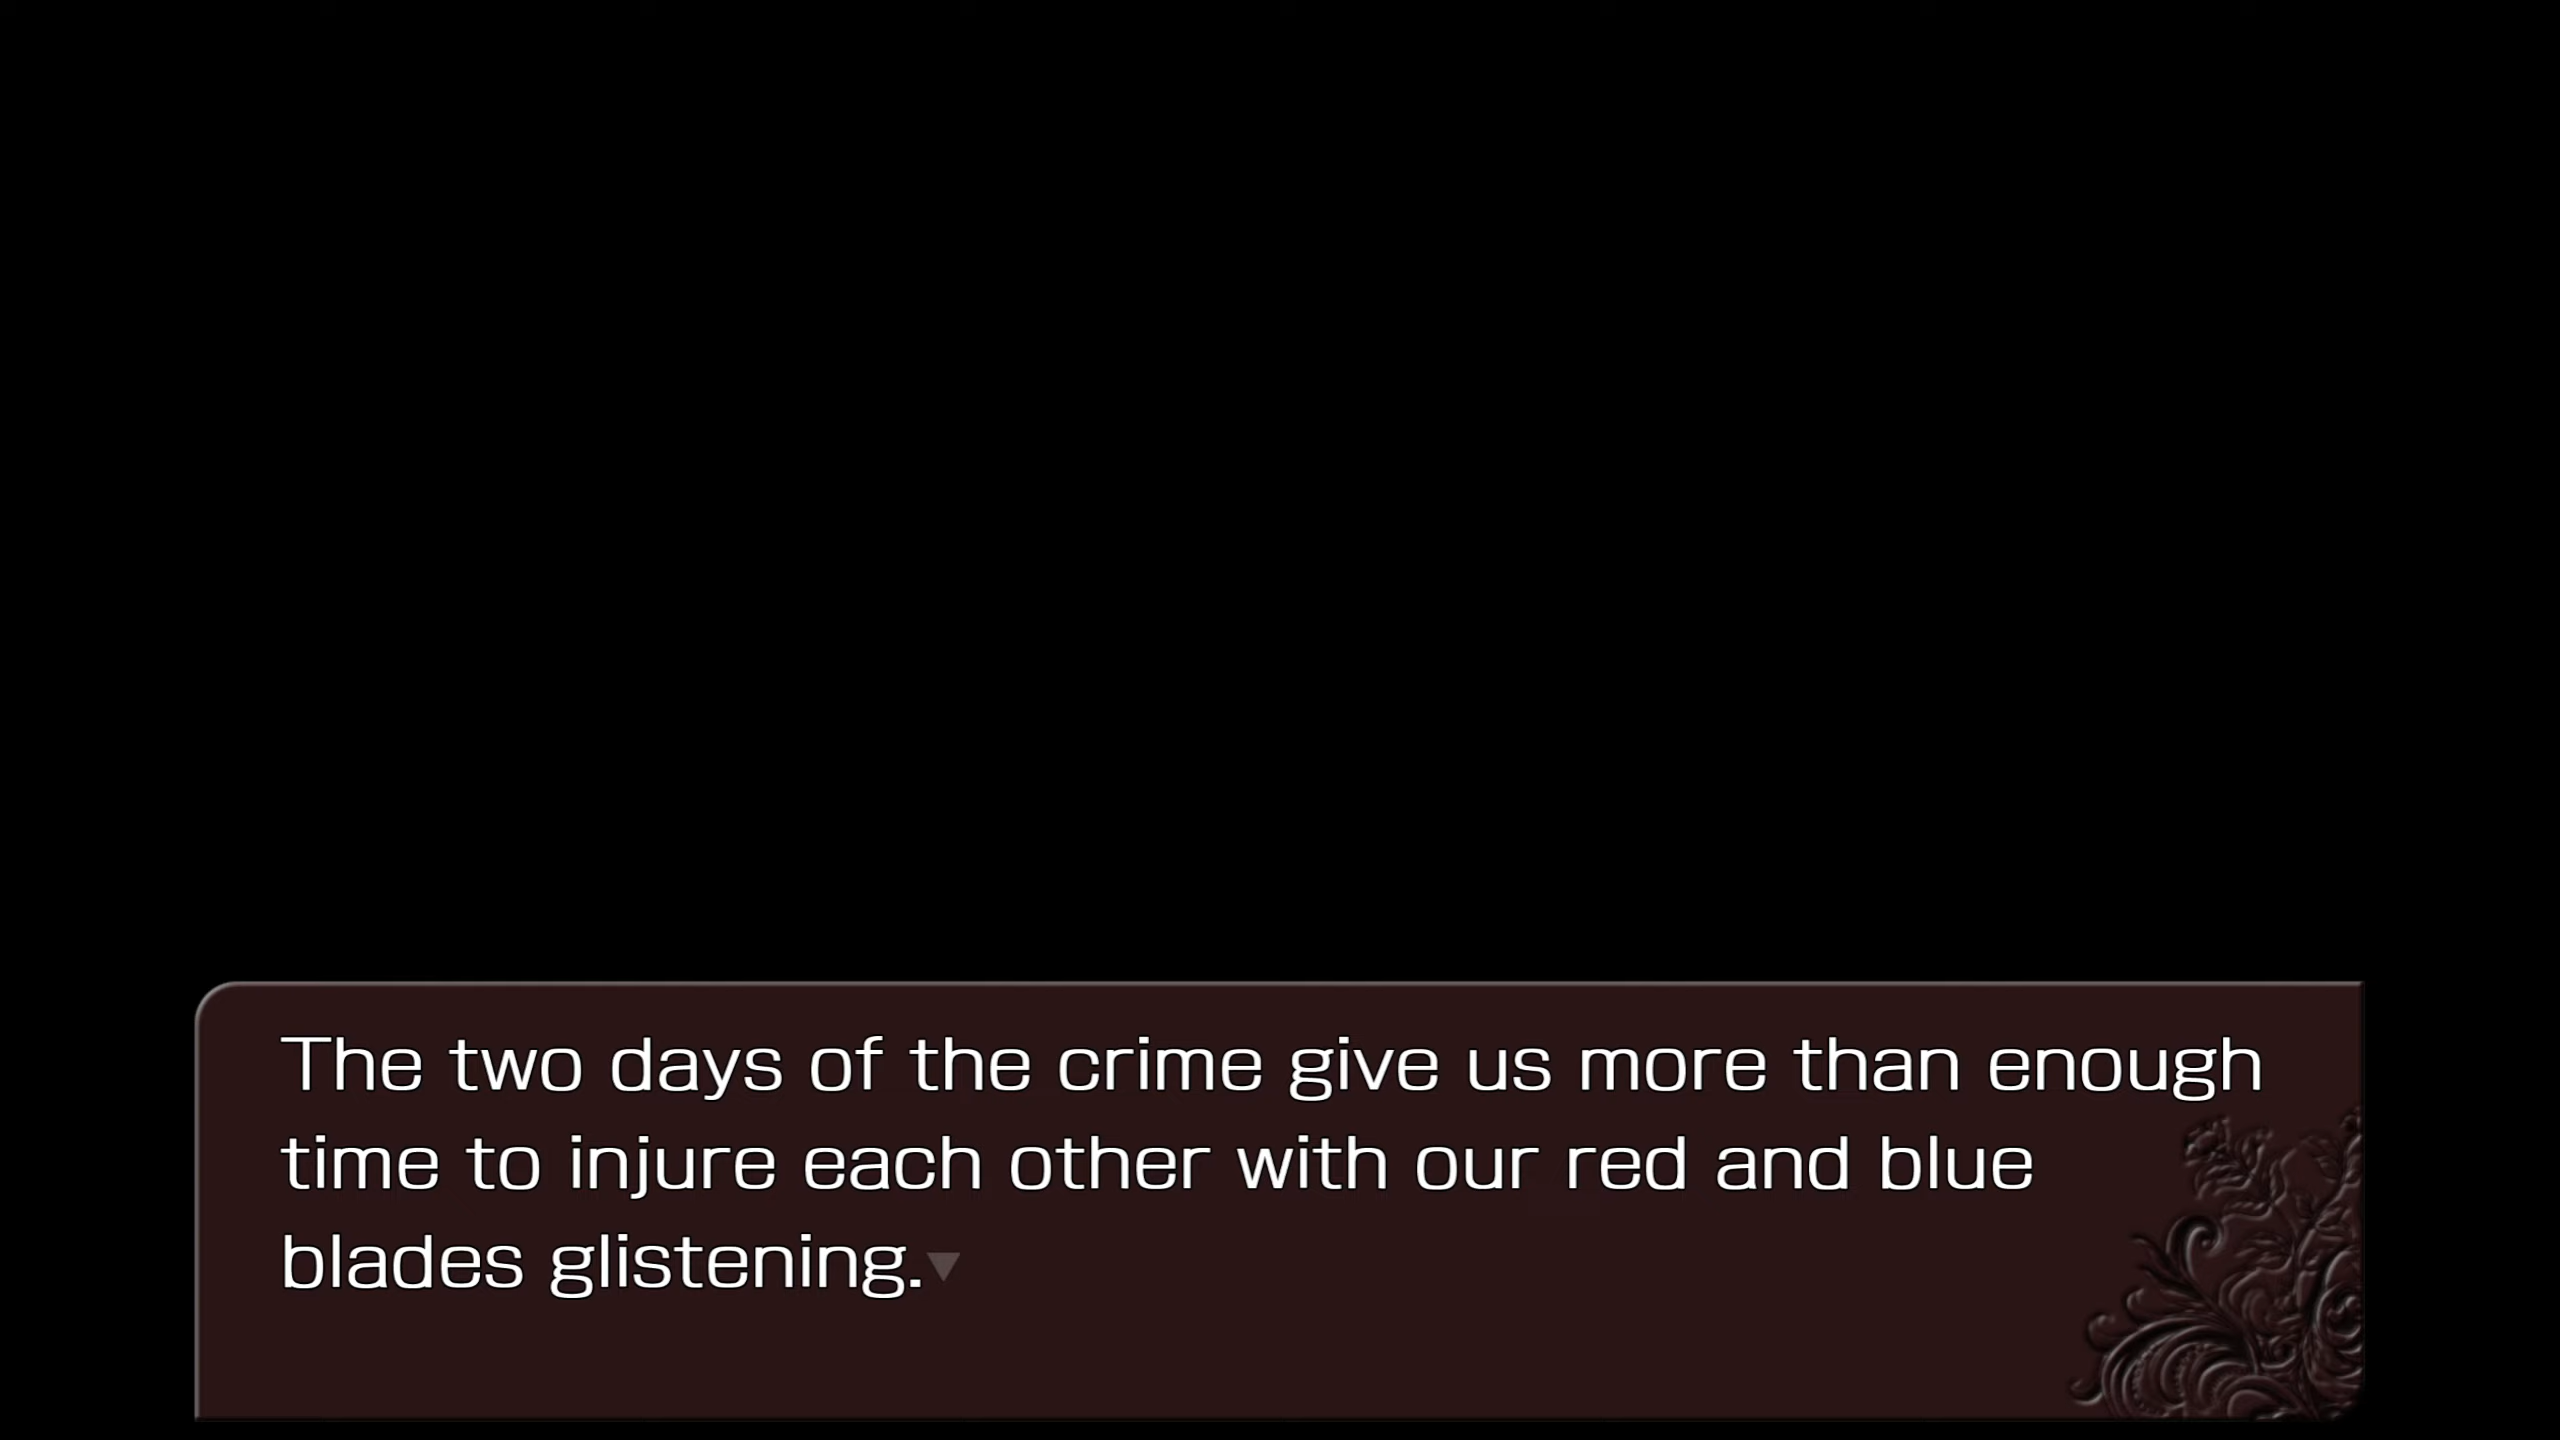 The two days of the crime give us more than enough
time to injure each other with our red and blue
blades glistening.